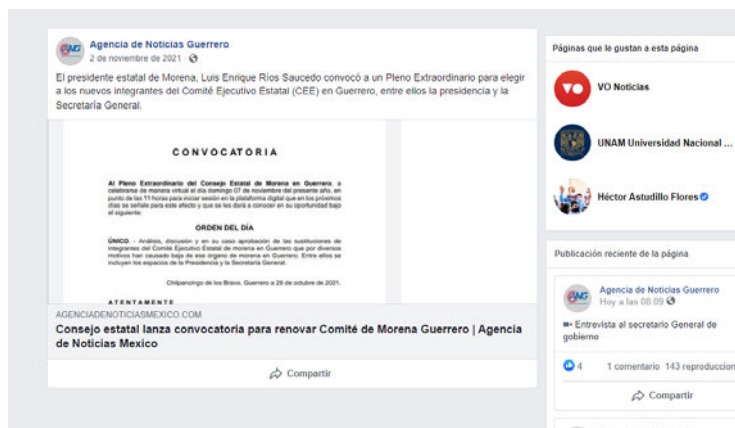 Agencia de Noticias Guerrero
2 de noviembre de 2021 ·
El presidente estatal de Morena, Luis Enrique Ríos Saucedo convocó a un Pleno Extraordinario para elegir
a los nuevos integrantes del Comité Ejecutivo Estatal (CEE) en Guerrero, entre ellos la presidencia y la
Secretaría General.
CONVOCATORIA
Al Pleno Extraordinario del Consejo Estatal de Morena en Guerrero, a
celebrarse de manera virtual el día domingo 07 de noviembre del presente año, en
punto de las 11 horas para iniciar sesión en la plataforma digital que en los próximos
días se señale para este efecto y que se les dará a conocer en su oportunidad bajo
el siguiente:
ORDEN DEL DÍA
ÚNICO. - Análisis, discusión y en su caso aprobación de las sustituciones de
integrantes del Comité Ejecutivo Estatal de morena en Guerrero que por diversos
motivos han causado baja de ese órgano de morena en Guerrero. Entre ellos se
incluyen los espacios de la Presidencia y la Secretaría General.
Chilpancingo de los Bravo, Guerrero a 29 de octubre de 2021.
ATENTAMENTE
AGENCIADENOTICIASMEXICO.COM
Consejo estatal lanza convocatoria para renovar Comité de Morena Guerrero | Agencia
de Noticias Mexico
Compartir
Páginas que le gustan a esta página
VO Noticias
UNAM Universidad Nacional ...
Héctor Astudillo Flores
Publicación reciente de la página
ANG
Agencia de Noticias Guerrero
Hoy a las 08:09
Entrevista al secretario General de
gobierno
4
1 comentario 143 reproduccion
Compartir